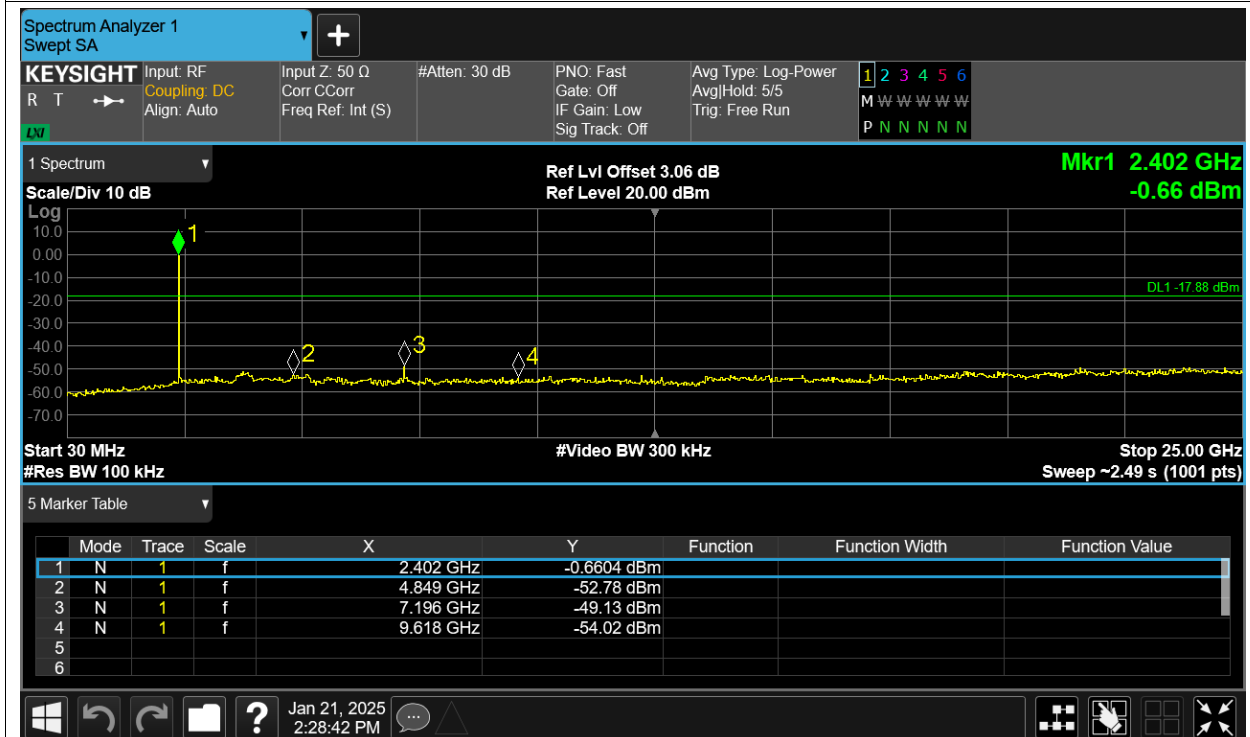 Spectrum Analyzer 1
Swept SA
KEYSIGHT Input: RF Input Z: 50 Ω #Atten: 30 dB PNO: Fast Avg Type: Log-Power 1 2 3 4 5 6
R T Coupling: DC Corr CCorr Gate: Off Avg|Hold: 5/5
Align: Auto Freq Ref: Int (S) IF Gain: Low Trig: Free Run M W W W W W W
LXI Sig Track: Off P N N N N N N
1 Spectrum Ref Lvl Offset 3.06 dB Mkr1 2.402 GHz
Scale/Div 10 dB Ref Level 20.00 dBm -0.66 dBm
Log
10.0 1
0.00
-10.0
DL1 -17.88 dBm
-20.0
-30.0
-40.0 2 3 4
-50.0
-60.0
-70.0
Start 30 MHz #Video BW 300 kHz Stop 25.00 GHz
#Res BW 100 kHz Sweep ~2.49 s (1001 pts)
5 Marker Table
Mode Trace Scale X Y Function Function Width Function Value
1 N 1 f 2.402 GHz -0.6604 dBm
2 N 1 f 4.849 GHz -52.78 dBm
3 N 1 f 7.196 GHz -49.13 dBm
4 N 1 f 9.618 GHz -54.02 dBm
5
6
? Jan 21, 2025
2:28:42 PM